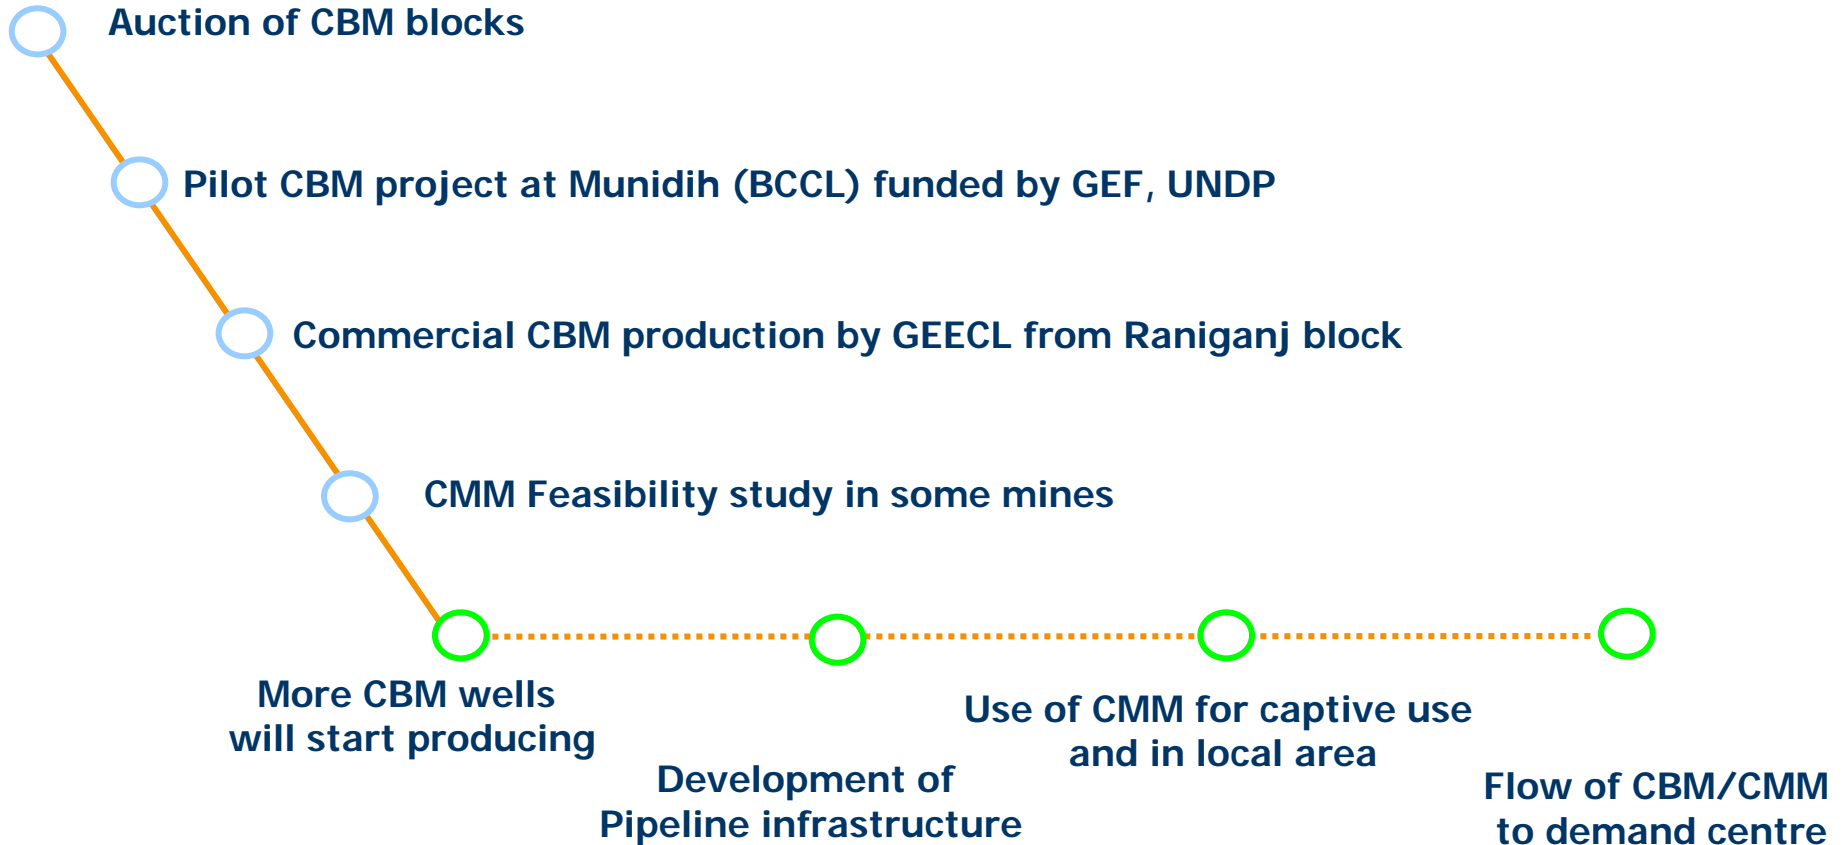 Auction of CBM blocks
Pilot CBM project at Munidih (BCCL) funded by GEF, UNDP
Commercial CBM production by GEECL from Raniganj block
CMM Feasibility study in some mines
More CBM wells
will start producing
Development of
Pipeline infrastructure
Use of CMM for captive use
and in local area
Flow of CBM/CMM
to demand centre